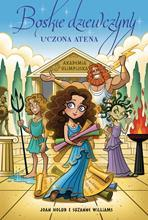 Boskie dziewczyny
UCZONA ATENA
AKADEMIA
OLIMPIJSKA
JOAN HOLUB I SUZANNE WILLIAMS